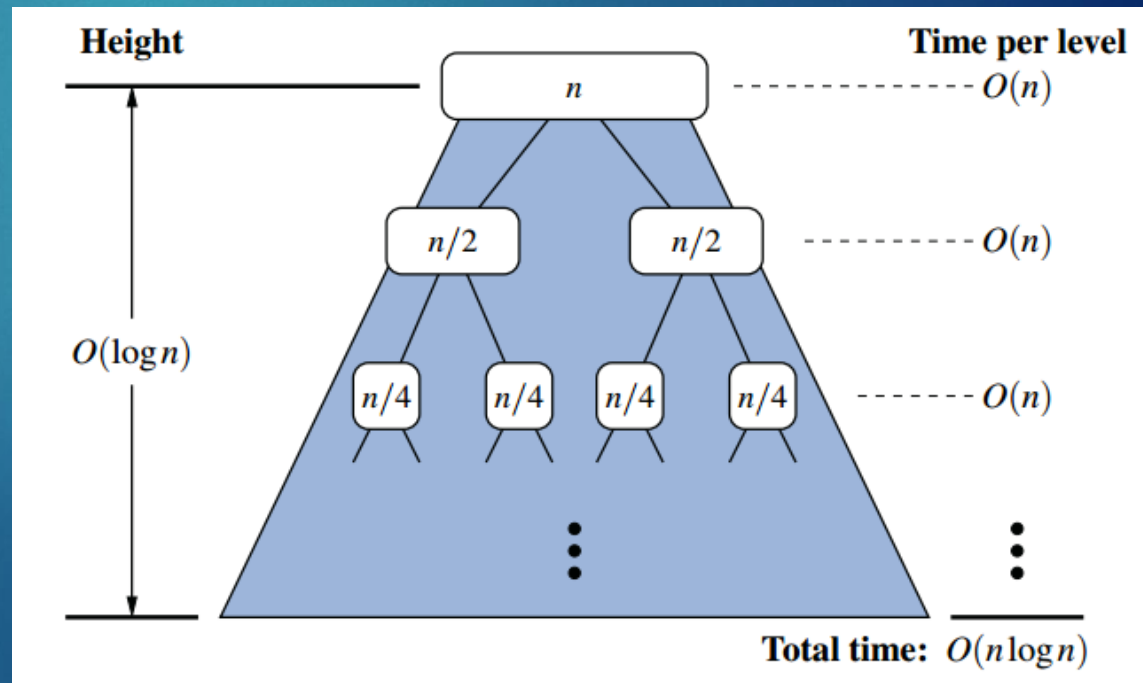 Height
Time per level
n
O(n)
n/2
n/2
O(n)
O(log n)
n/4
n/4
n/4
n/4
O(n)
Total time: O(n log n)